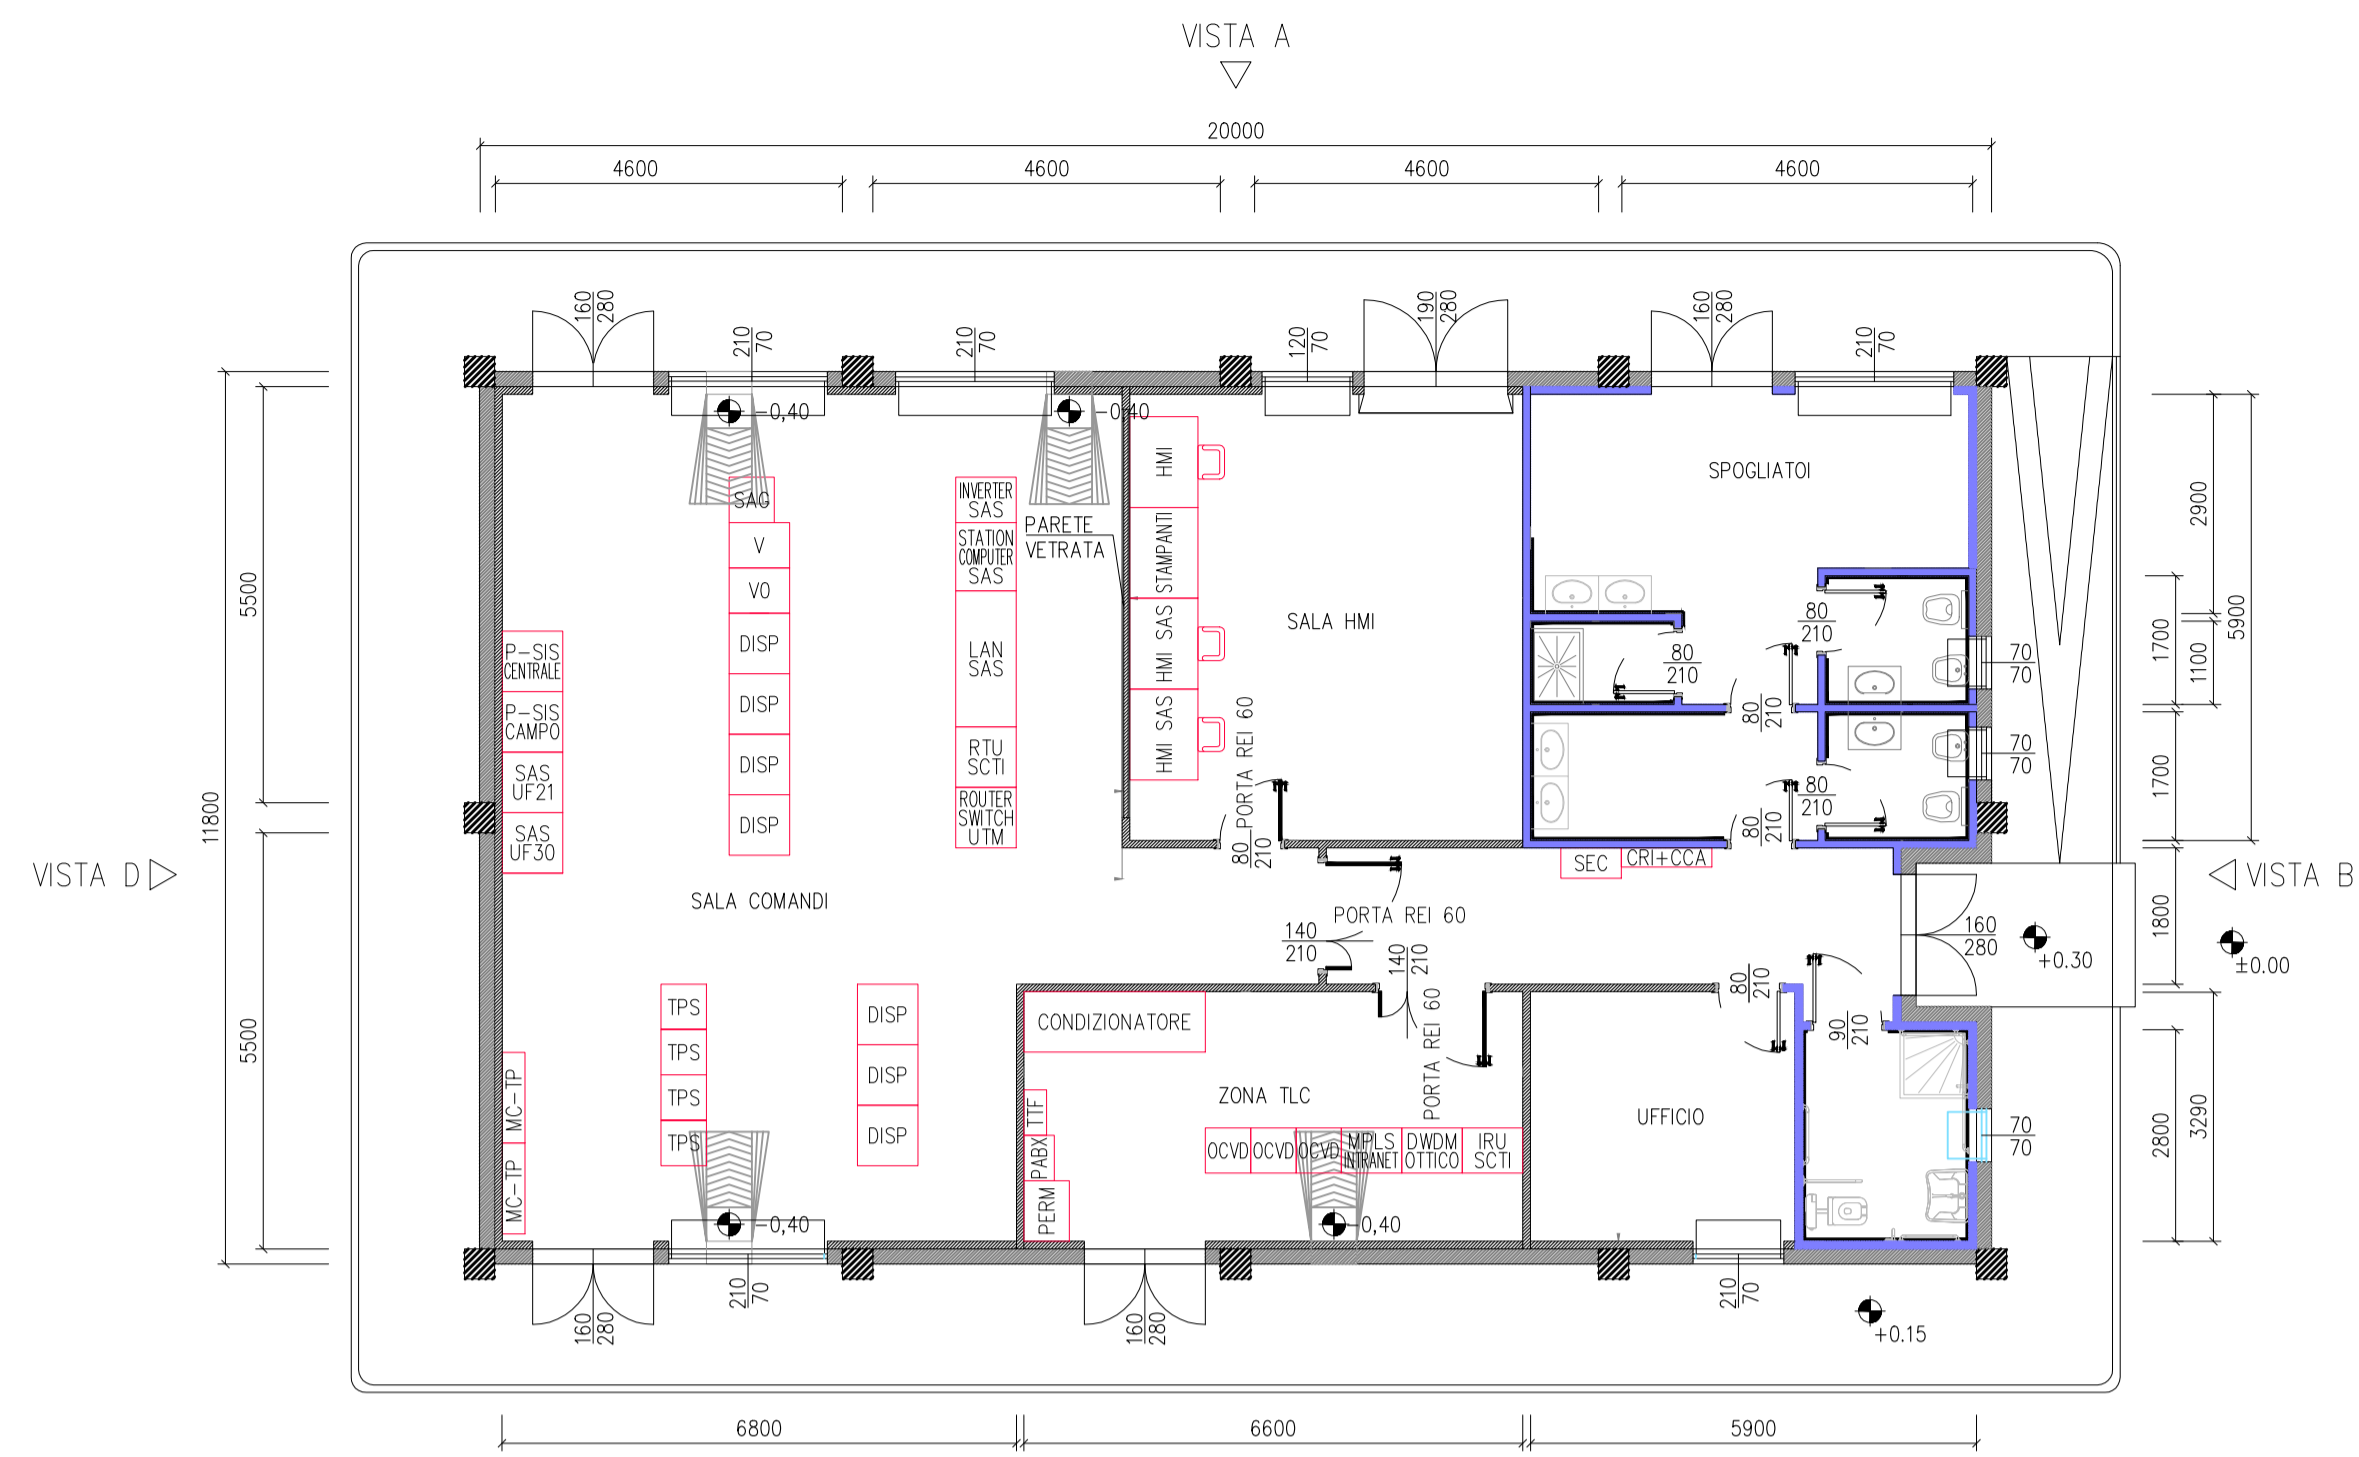 VISTA A
20000
4600
4600
4600
4600
160
280
210
70
210
70
120
70
190
280
160
280
210
70
-0,40
-0,40
SAG
V
V0
DISP
DISP
DISP
DISP
INVERTER
SAS
STATION
COMPUTER
SAS
LAN
SAS
RTU
SCTI
ROUTER
SWITCH
UTM
PARETE
VETRATA
HMI
STAMPANTI
HMI SAS
HMI SAS
SALA HMI
SPOGLIATOI
P-SIS
CENTRALE
P-SIS
CAMPO
SAS
UF21
SAS
UF30
80
210
80
210
80
210
80
210
80
210
70
70
70
70
PORTA REI 60
80
210
5500
11800
5500
2900
5900
1700
1100
1700
1800
3290
2800
VISTA D
VISTA B
SALA COMANDI
SEC
CRI+CCA
PORTA REI 60
140
210
140
210
PORTA REI 60
80
210
90
210
160
280
+0.30
±0.00
TPS
TPS
TPS
TPS
DISP
DISP
DISP
MC-TP
MC-TP
CONDIZIONATORE
TTF
PABX
PERM
ZONA TLC
OCVD
OCVD
OCVD
MPLS
INTRANET
DWDM
OTTICO
IRU
SCTI
UFFICIO
70
70
-0,40
-0,40
160
280
210
70
160
280
210
70
+0.15
6800
6600
5900